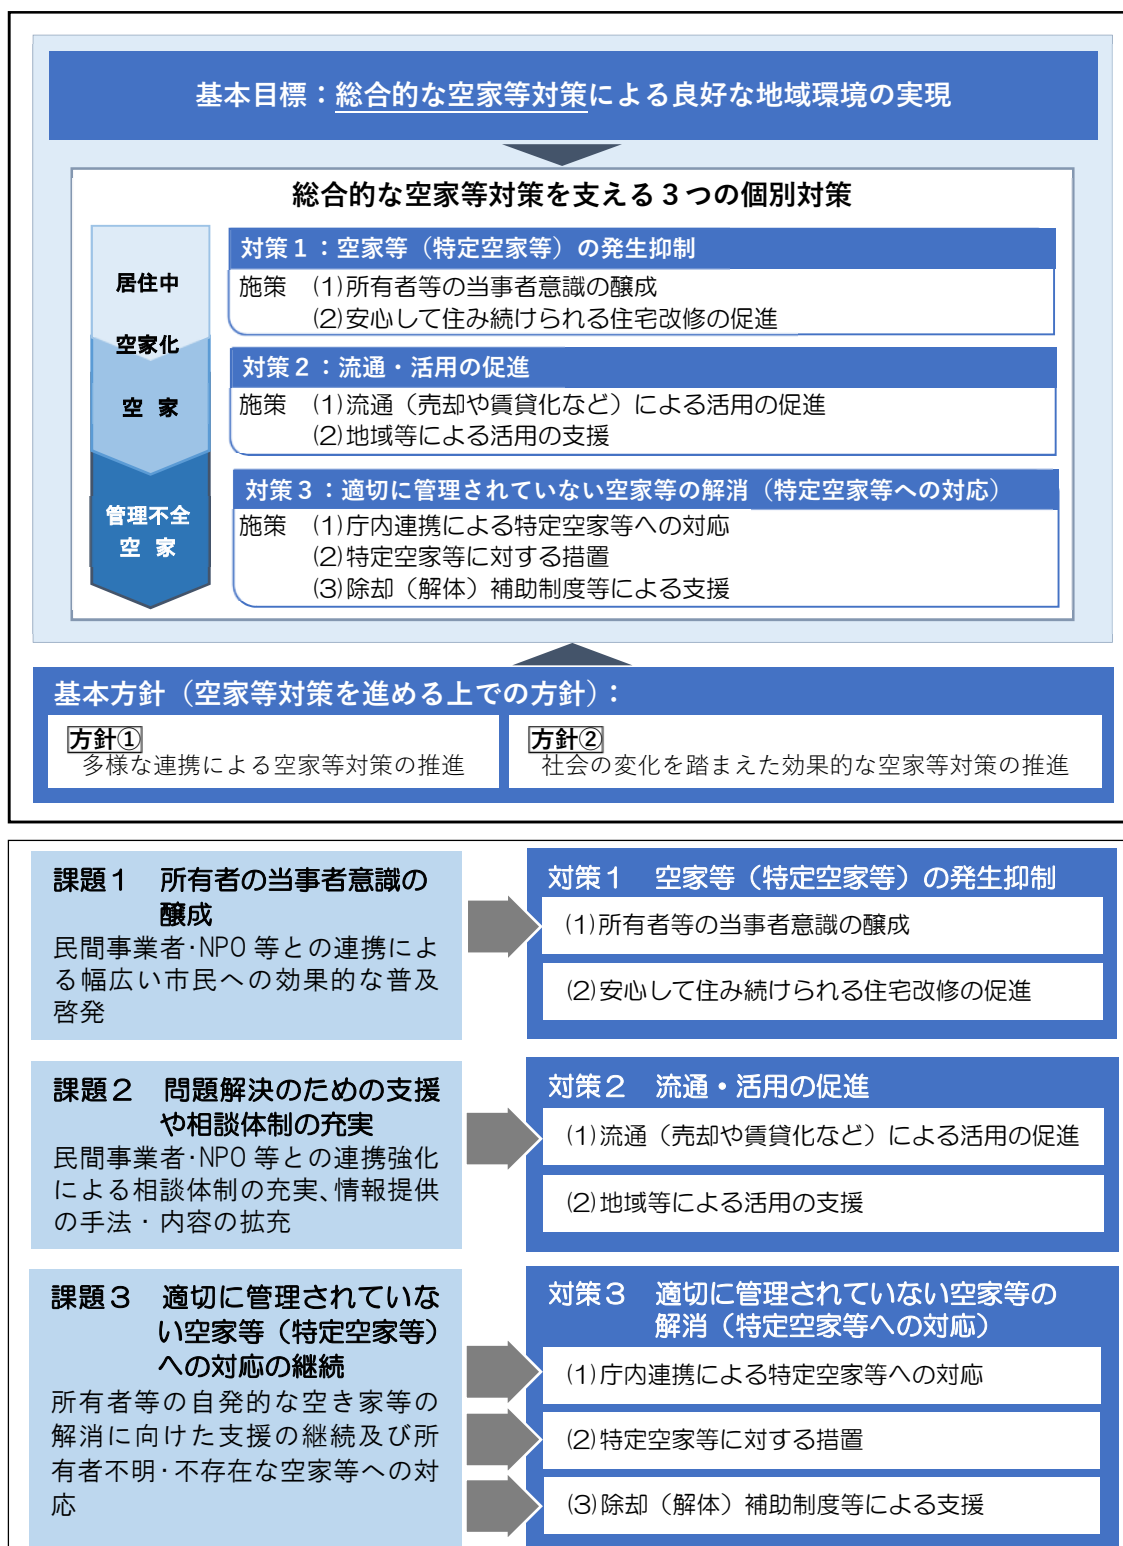 基本目標：総合的な空家等対策による良好な地域環境の実現
総合的な空家等対策を支える３つの個別対策
居住中
空家化
空 家
管理不全
空 家
対策１：空家等（特定空家等）の発生抑制
施策 (1)所有者等の当事者意識の醸成
(2)安心して住み続けられる住宅改修の促進
対策２：流通・活用の促進
施策 (1)流通（売却や賃貸化など）による活用の促進
(2)地域等による活用の支援
対策３：適切に管理されていない空家等の解消（特定空家等への対応）
施策 (1)庁内連携による特定空家等への対応
(2)特定空家等に対する措置
(3)除却（解体）補助制度等による支援
基本方針（空家等対策を進める上での方針）：
方針①
多様な連携による空家等対策の推進
方針②
社会の変化を踏まえた効果的な空家等対策の推進
課題１ 所有者の当事者意識の
醸成
民間事業者･NPO 等との連携によ
る幅広い市民への効果的な普及
啓発
対策１ 空家等（特定空家等）の発生抑制
(1)所有者等の当事者意識の醸成
(2)安心して住み続けられる住宅改修の促進
課題２ 問題解決のための支援
や相談体制の充実
民間事業者･NPO 等との連携強化
による相談体制の充実、情報提供
の手法・内容の拡充
対策２ 流通・活用の促進
(1)流通（売却や賃貸化など）による活用の促進
(2)地域等による活用の支援
課題３ 適切に管理されていな
い空家等（特定空家等）
への対応の継続
所有者等の自発的な空き家等の
解消に向けた支援の継続及び所
有者不明･不存在な空家等への対
応
対策３ 適切に管理されていない空家等の
解消（特定空家等への対応）
(1)庁内連携による特定空家等への対応
(2)特定空家等に対する措置
(3)除却（解体）補助制度等による支援